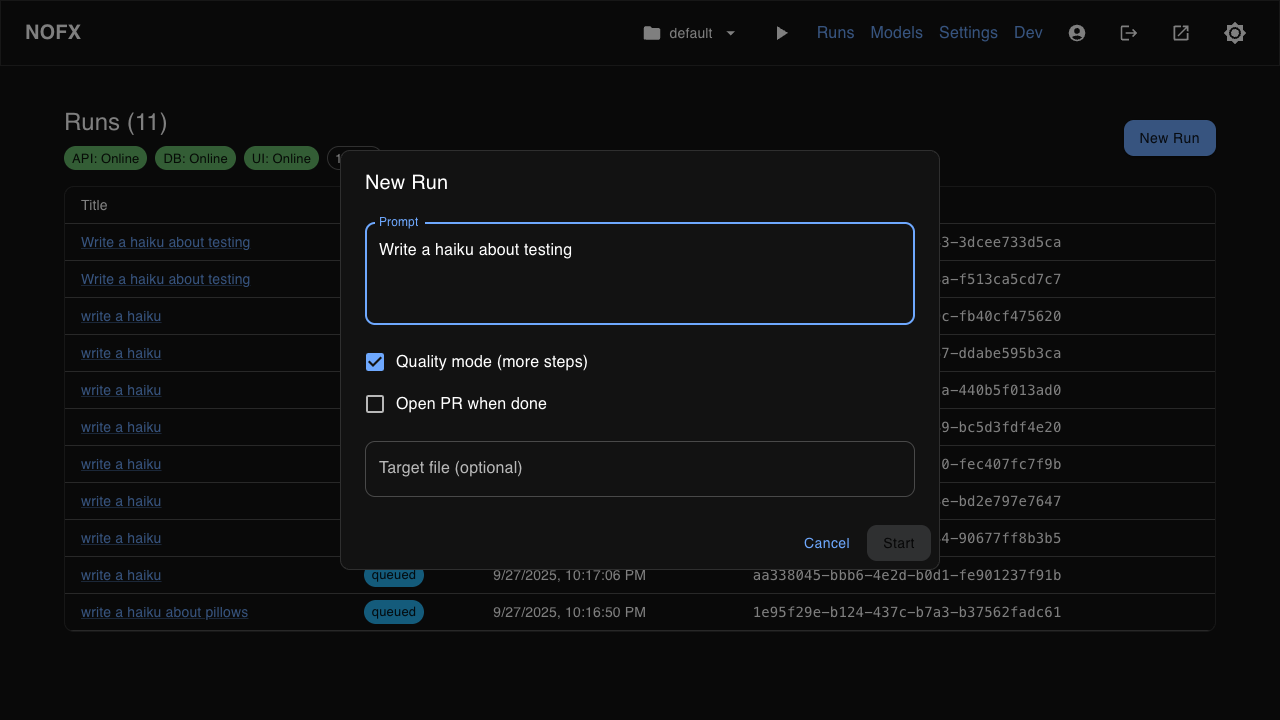 NOFX
default
Runs
Models
Settings
Dev
Runs (11)
New Run
API: Online
DB: Online
UI: Online
New Run
Prompt
Write a haiku about testing
Quality mode (more steps)
Open PR when done
Target file (optional)
Cancel
Start
Title
Write a haiku about testing
3-3dcee733d5ca
Write a haiku about testing
a-f513ca5cd7c7
write a haiku
c-fb40cf475620
write a haiku
7-ddabe595b3ca
write a haiku
a-440b5f013ad0
write a haiku
9-bc5d3fdf4e20
write a haiku
0-fec407fc7f9b
write a haiku
e-bd2e797e7647
write a haiku
4-90677ff8b3b5
write a haiku queued 9/27/2025, 10:17:06 PM aa338045-bbb6-4e2d-b0d1-fe901237f91b
write a haiku about pillows queued 9/27/2025, 10:16:50 PM 1e95f29e-b124-437c-b7a3-b37562fadc61